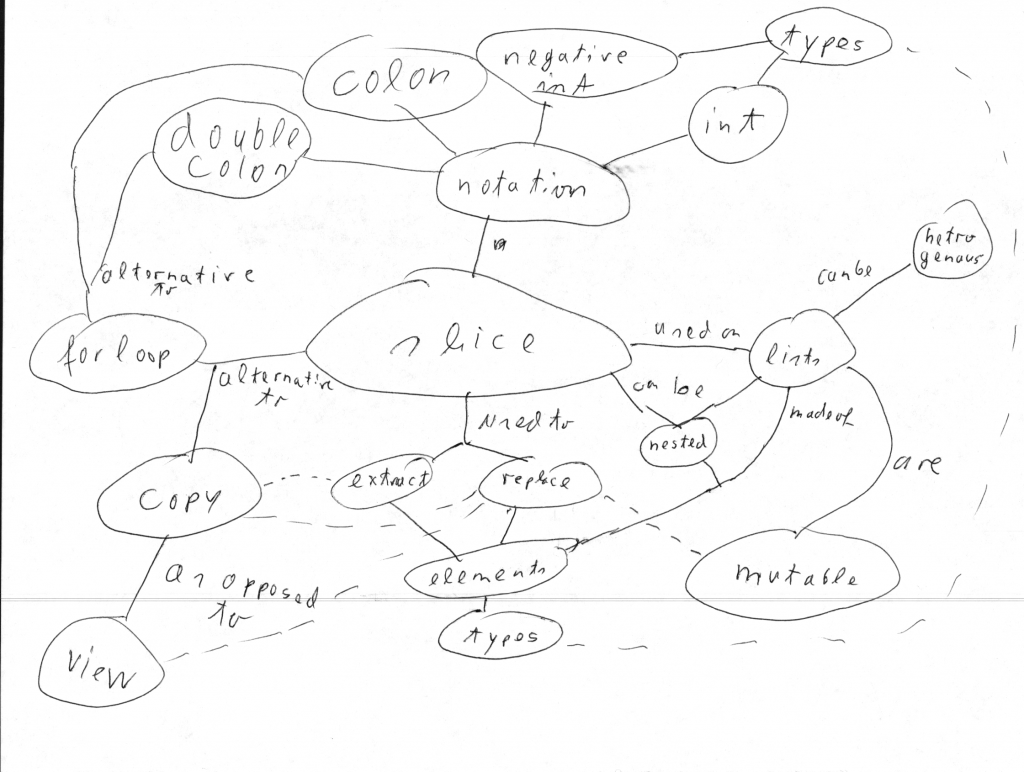 types
negative
int
colon
int
double
colon
notation
hetro
genaus
can be
alternative
to
used on
slice
lists
for loop
alternative
to
can be
made of
used to
nested
are
extract
replace
copy
elements
mutable
as opposed
to
types
view